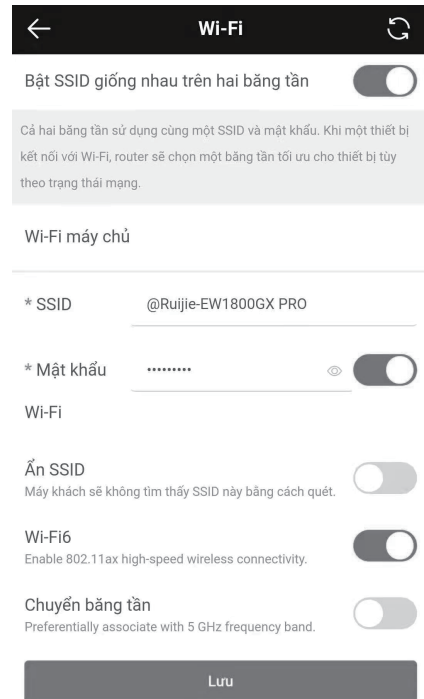 Wi-Fi
Bật SSID giống nhau trên hai băng tần
Cả hai băng tần sử dụng cùng một SSID và mật khẩu. Khi một thiết bị
kết nối với Wi-Fi, router sẽ chọn một băng tần tối ưu cho thiết bị tùy
theo trạng thái mạng.
Wi-Fi máy chủ
* SSID @Ruijie-EW1800GX PRO
* Mật khẩu •••••••••
Wi-Fi
Ẩn SSID
Máy khách sẽ không tìm thấy SSID này bằng cách quét.
Wi-Fi6
Enable 802.11ax high-speed wireless connectivity.
Chuyển băng tần
Preferentially associate with 5 GHz frequency band.
Lưu